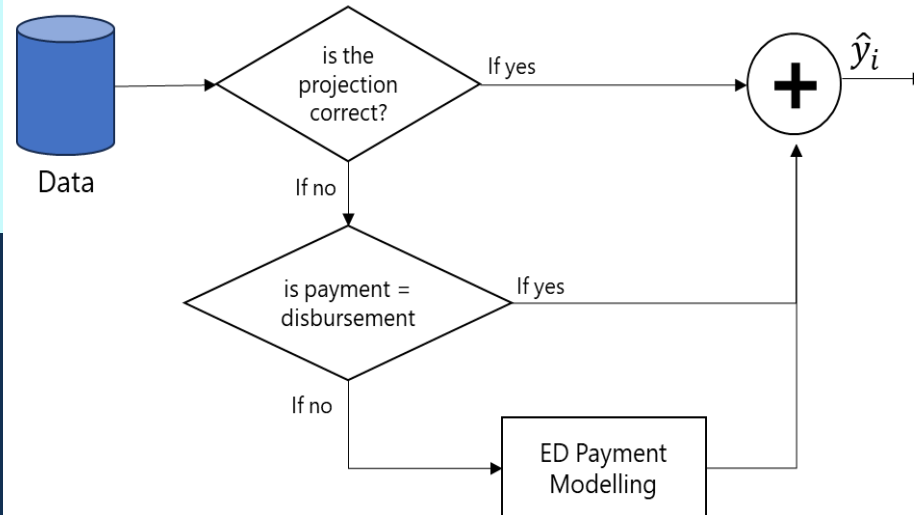 Data
is the
projection
correct?
If yes
+
ŷᵢ
If no
is payment =
disbursement
If yes
If no
ED Payment
Modelling